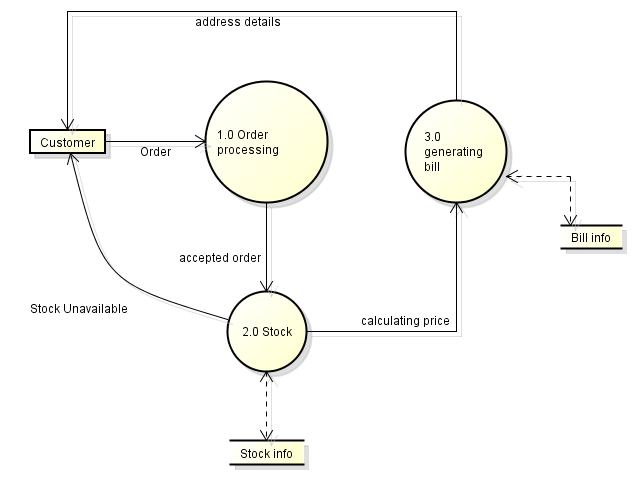 address details
Customer
Order
1.0 Order
processing
3.0
generating
bill
Bill info
accepted order
Stock Unavailable
2.0 Stock
calculating price
Stock info